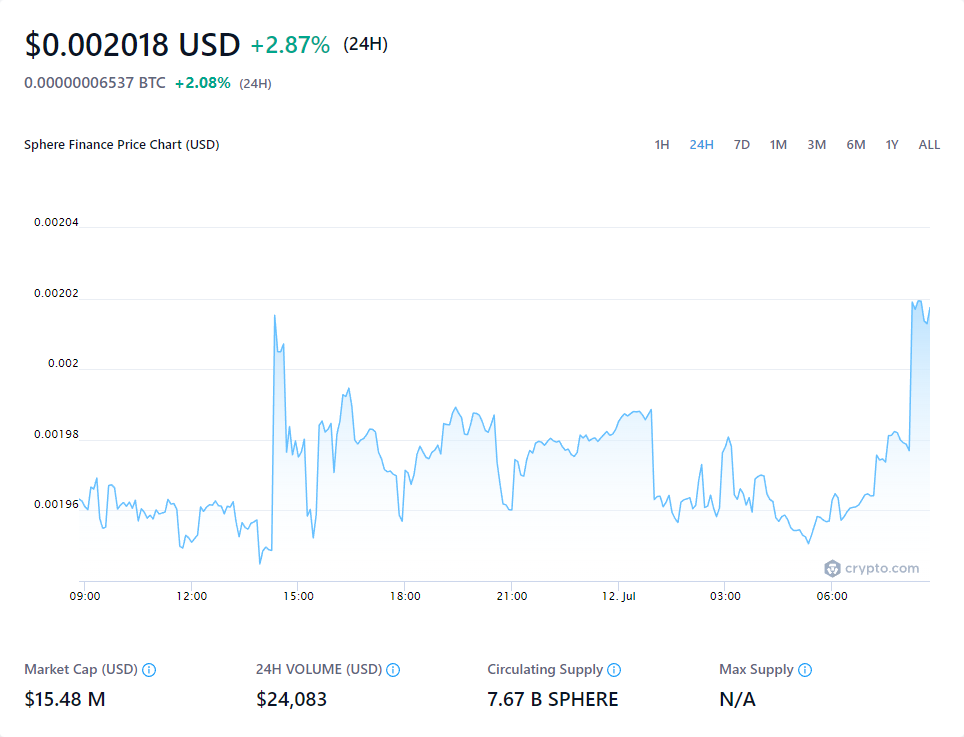 $0.002018 USD +2.87% (24H)
0.00000006537 BTC +2.08% (24H)
Sphere Finance Price Chart (USD) 1H 24H 7D 1M 3M 6M 1Y ALL
0.00204
0.00202
0.002
0.00198
0.00196
crypto.com
09:00 12:00 15:00 18:00 21:00 12. Jul 03:00 06:00
Market Cap (USD) 24H VOLUME (USD) Circulating Supply Max Supply
$15.48 M $24,083 7.67 B SPHERE N/A